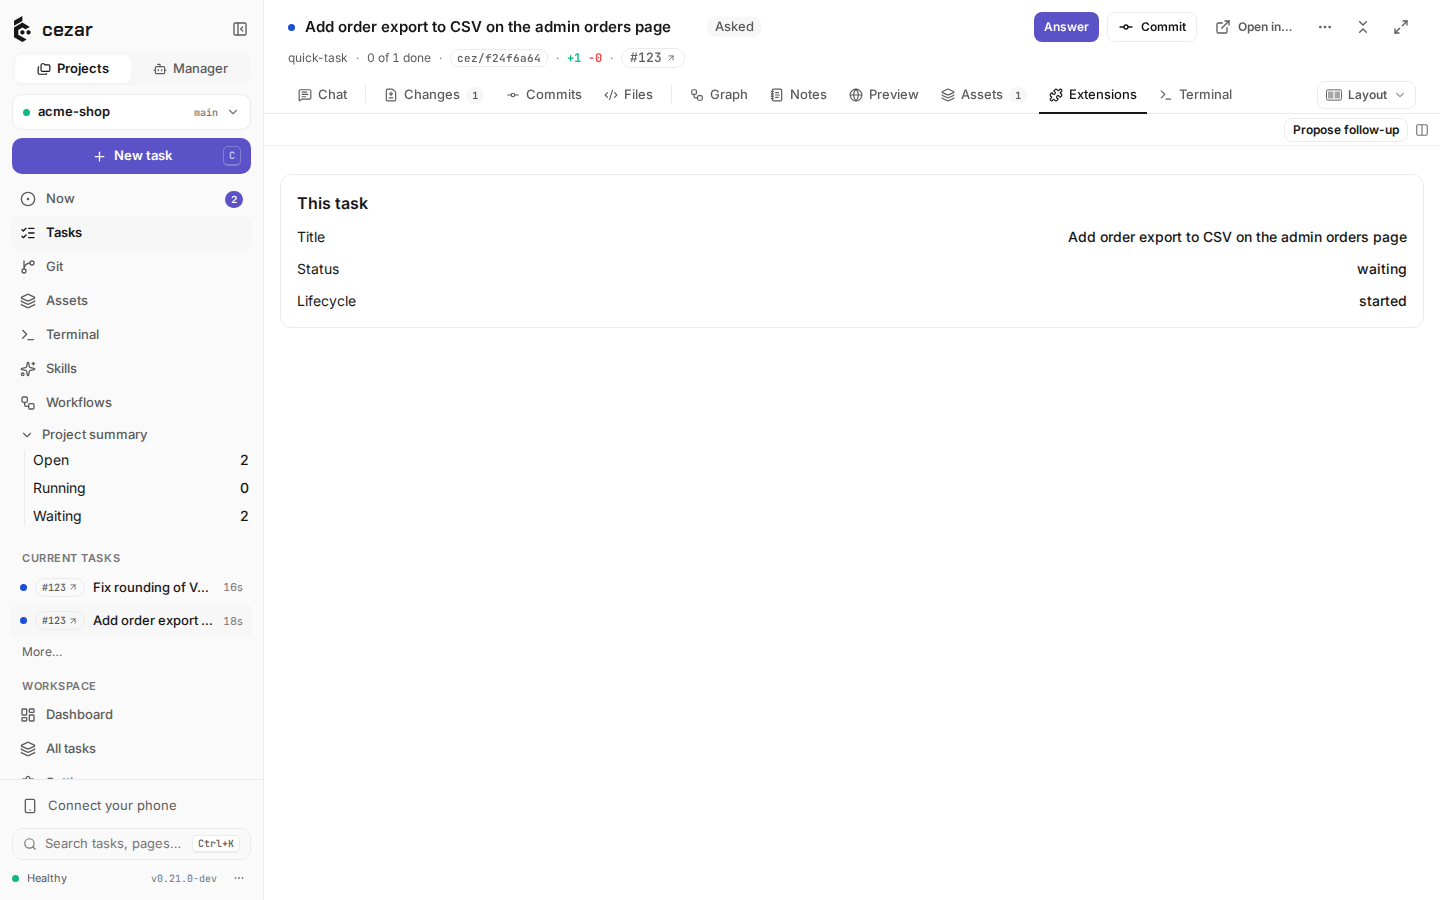 cezar
Projects
Manager
acme-shop
main
New task
C
Now
2
Tasks
Git
Assets
Terminal
Skills
Workflows
Project summary
Open
2
Running
0
Waiting
2
CURRENT TASKS
#123
Fix rounding of V...
16s
#123
Add order export ...
18s
More...
WORKSPACE
Dashboard
All tasks
Connect your phone
Search tasks, pages...
Ctrl+K
Healthy
v0.21.0-dev
Add order export to CSV on the admin orders page
Asked
Answer
Commit
Open in...
quick-task · 0 of 1 done · cez/f24f6a64 · +1 -0 · #123
Chat
Changes 1
Commits
Files
Graph
Notes
Preview
Assets 1
Extensions
Terminal
Layout
Propose follow-up
This task
Title
Add order export to CSV on the admin orders page
Status
waiting
Lifecycle
started